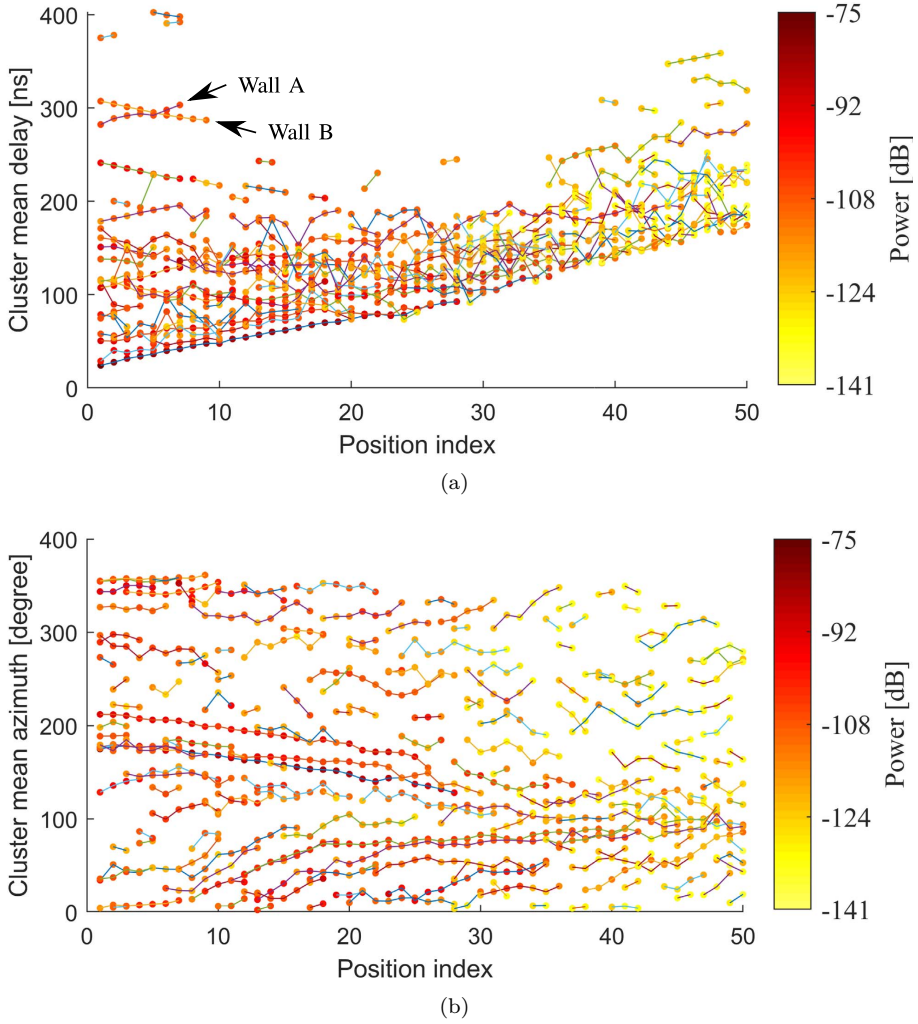 400
300
200
100
0
Cluster mean delay [ns]
Wall A
Wall B
0 10 20 30 40 50
Position index
-75
-92
-108
-124
-141
Power [dB]
(a)
400
300
200
100
0
Cluster mean azimuth [degree]
0 10 20 30 40 50
Position index
-75
-92
-108
-124
-141
Power [dB]
(b)